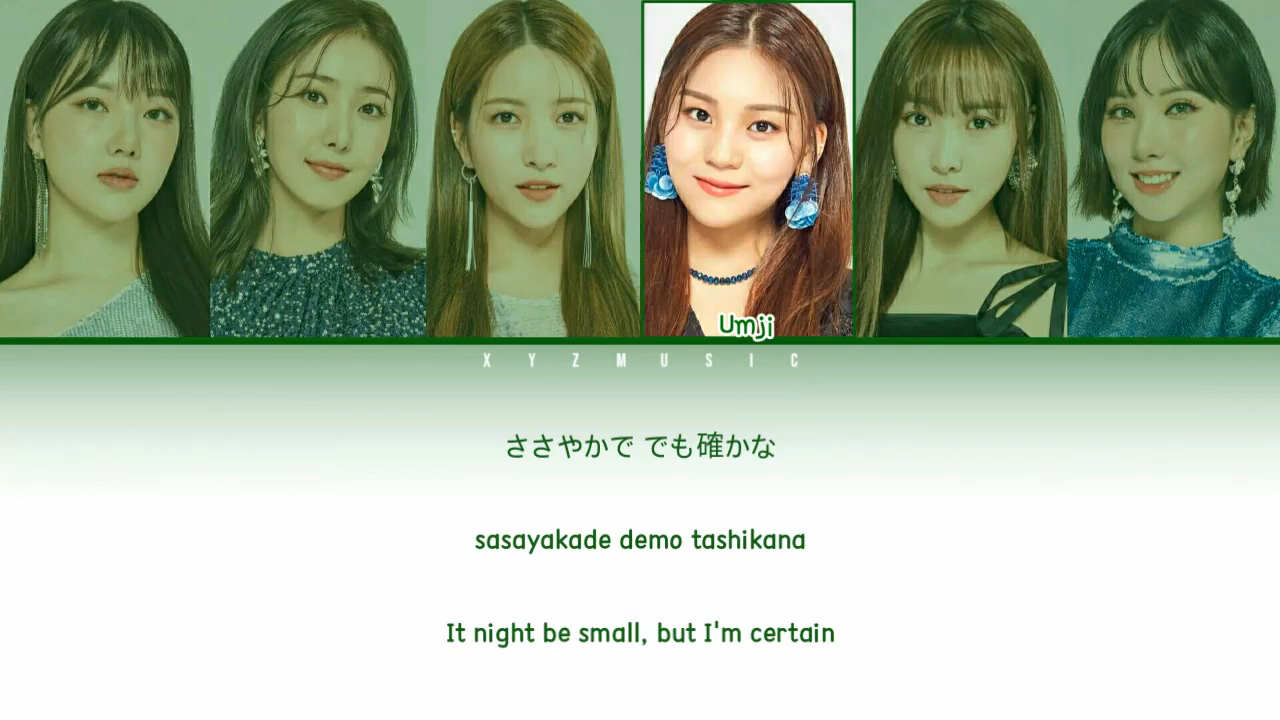 Umji
XYZMUSIC
ささやかで でも確かな
sasayakade demo tashikana
It night be small, but I'm certain